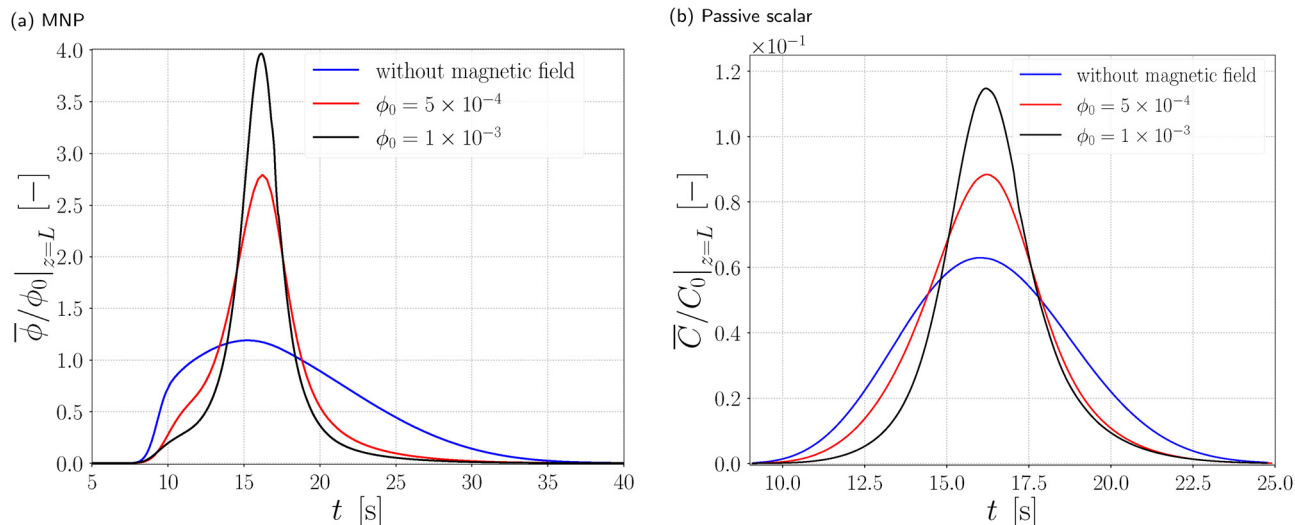 (a) MNP
4.0
3.5
3.0
2.5
2.0
1.5
1.0
0.5
0.0
5 10 15 20 25 30 35 40
t [s]
ϕ̅/ϕ₀|z=L [−]
without magnetic field
ϕ₀ = 5 × 10⁻⁴
ϕ₀ = 1 × 10⁻³
(b) Passive scalar
×10⁻¹
1.2
1.0
0.8
0.6
0.4
0.2
0.0
10.0 12.5 15.0 17.5 20.0 22.5 25.0
t [s]
C̅/C₀|z=L [−]
without magnetic field
ϕ₀ = 5 × 10⁻⁴
ϕ₀ = 1 × 10⁻³